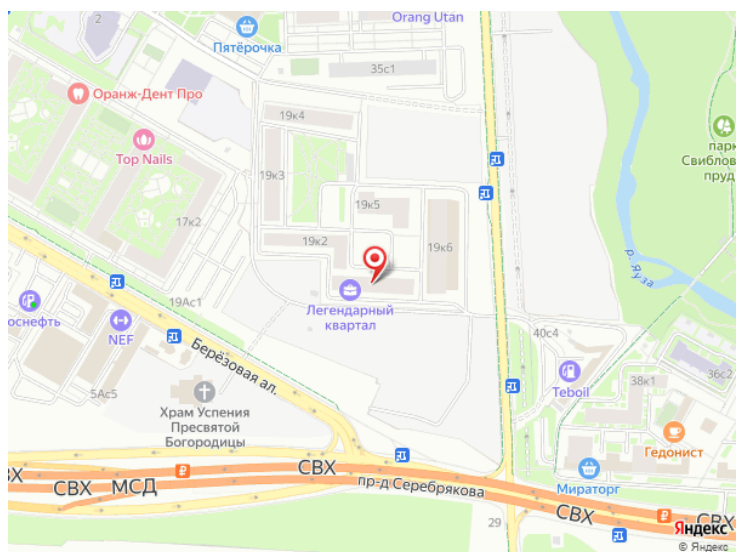 2
Пятёрочка
Orang Utan
35с1
Оранж-Дент Про
19к4
Top Nails
парк
Свиблов
пруд
19к3
17к2
19к5
19к2
19к6
р. Яуза
19Ас1
оснефть
NEF
Легендарный
квартал
40с4
Берёзовая ал.
Teboil
38к1
36с2
5Ас5
Храм Успения
Пресвятой
Богородицы
Гедонист
Мираторг
СВХ
СВХ
МСД
СВХ
₽
пр-д Серебрякова
29
СВХ
₽
СВХ
Яндекс
© Яндекс